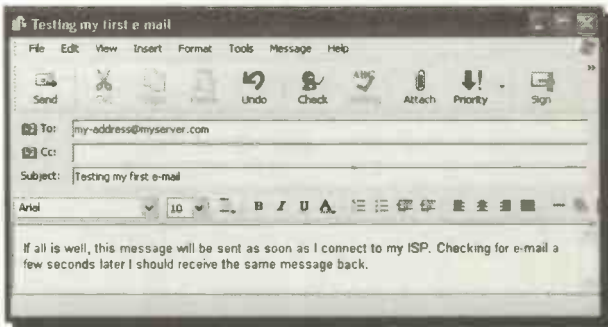 Testing my first e mail
File Edit View Insert Format Tools Message Help
Send Undo Check Attach Priority Sign
To: my-address@myserver.com
Cc:
Subject: Testing my first e-mail
Arial 10 B I U A
If all is well, this message will be sent as soon as I connect to my ISP. Checking for e-mail a
few seconds later I should receive the same message back.